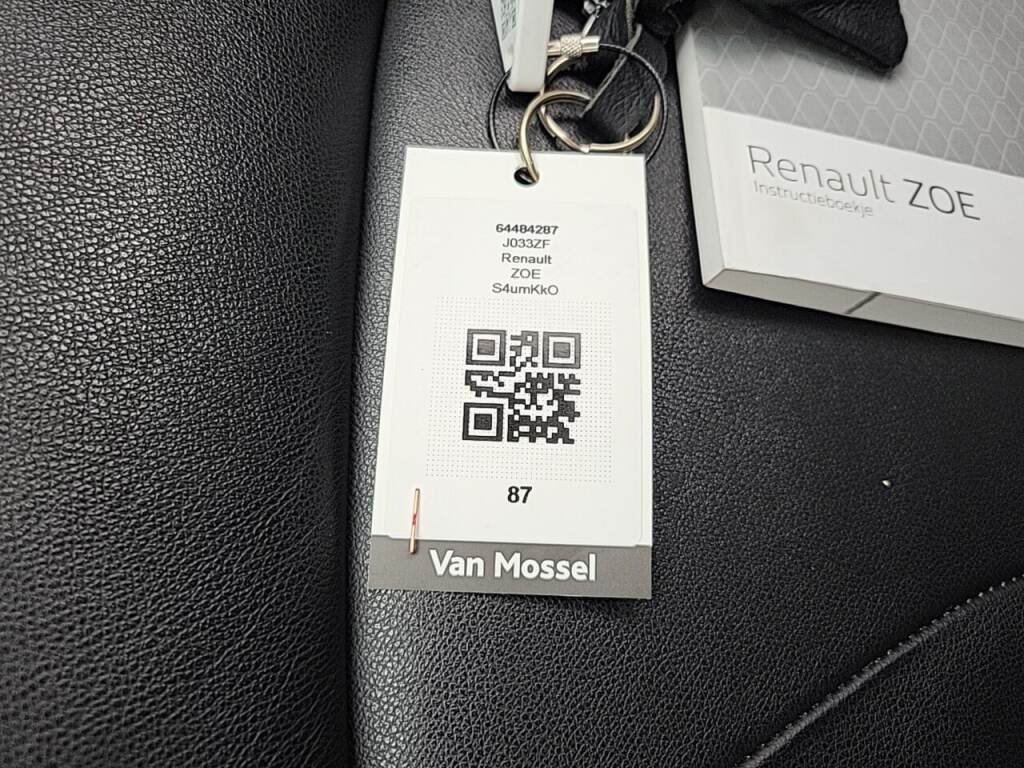 64484287
J033ZF
Renault
ZOE
S4umKkO
87
Van Mossel
Renault ZOE
Instructieboekje